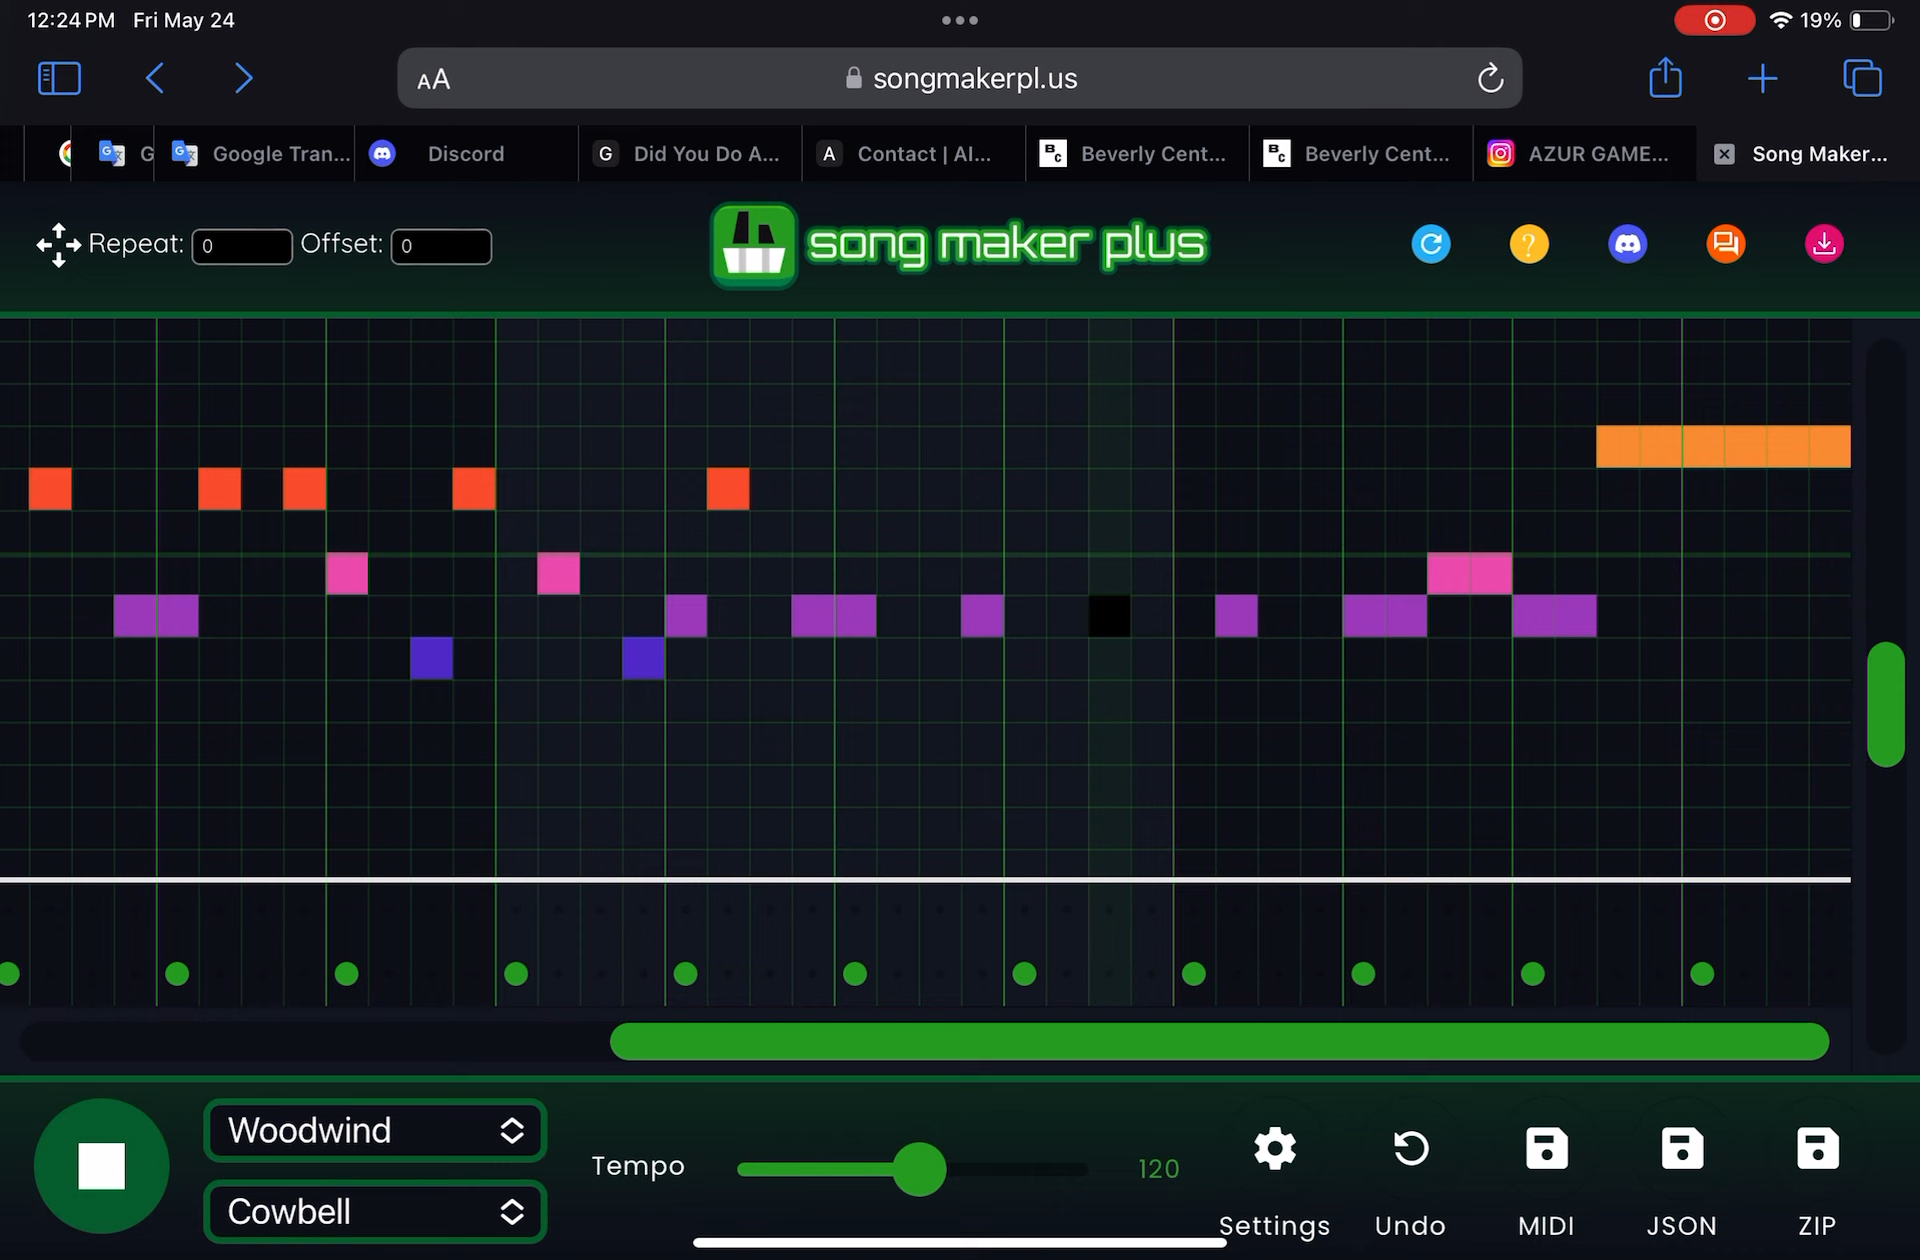 12:24 PM Fri May 24
19%
AA songmakerpl.us
G Google Tran... Discord G Did You Do A... A Contact | Al... BC Beverly Cent... BC Beverly Cent... AZUR GAME... Song Maker...
Repeat: 0 Offset: 0 song maker plus ?
Woodwind
Tempo 120
Cowbell
Settings Undo MIDI JSON ZIP